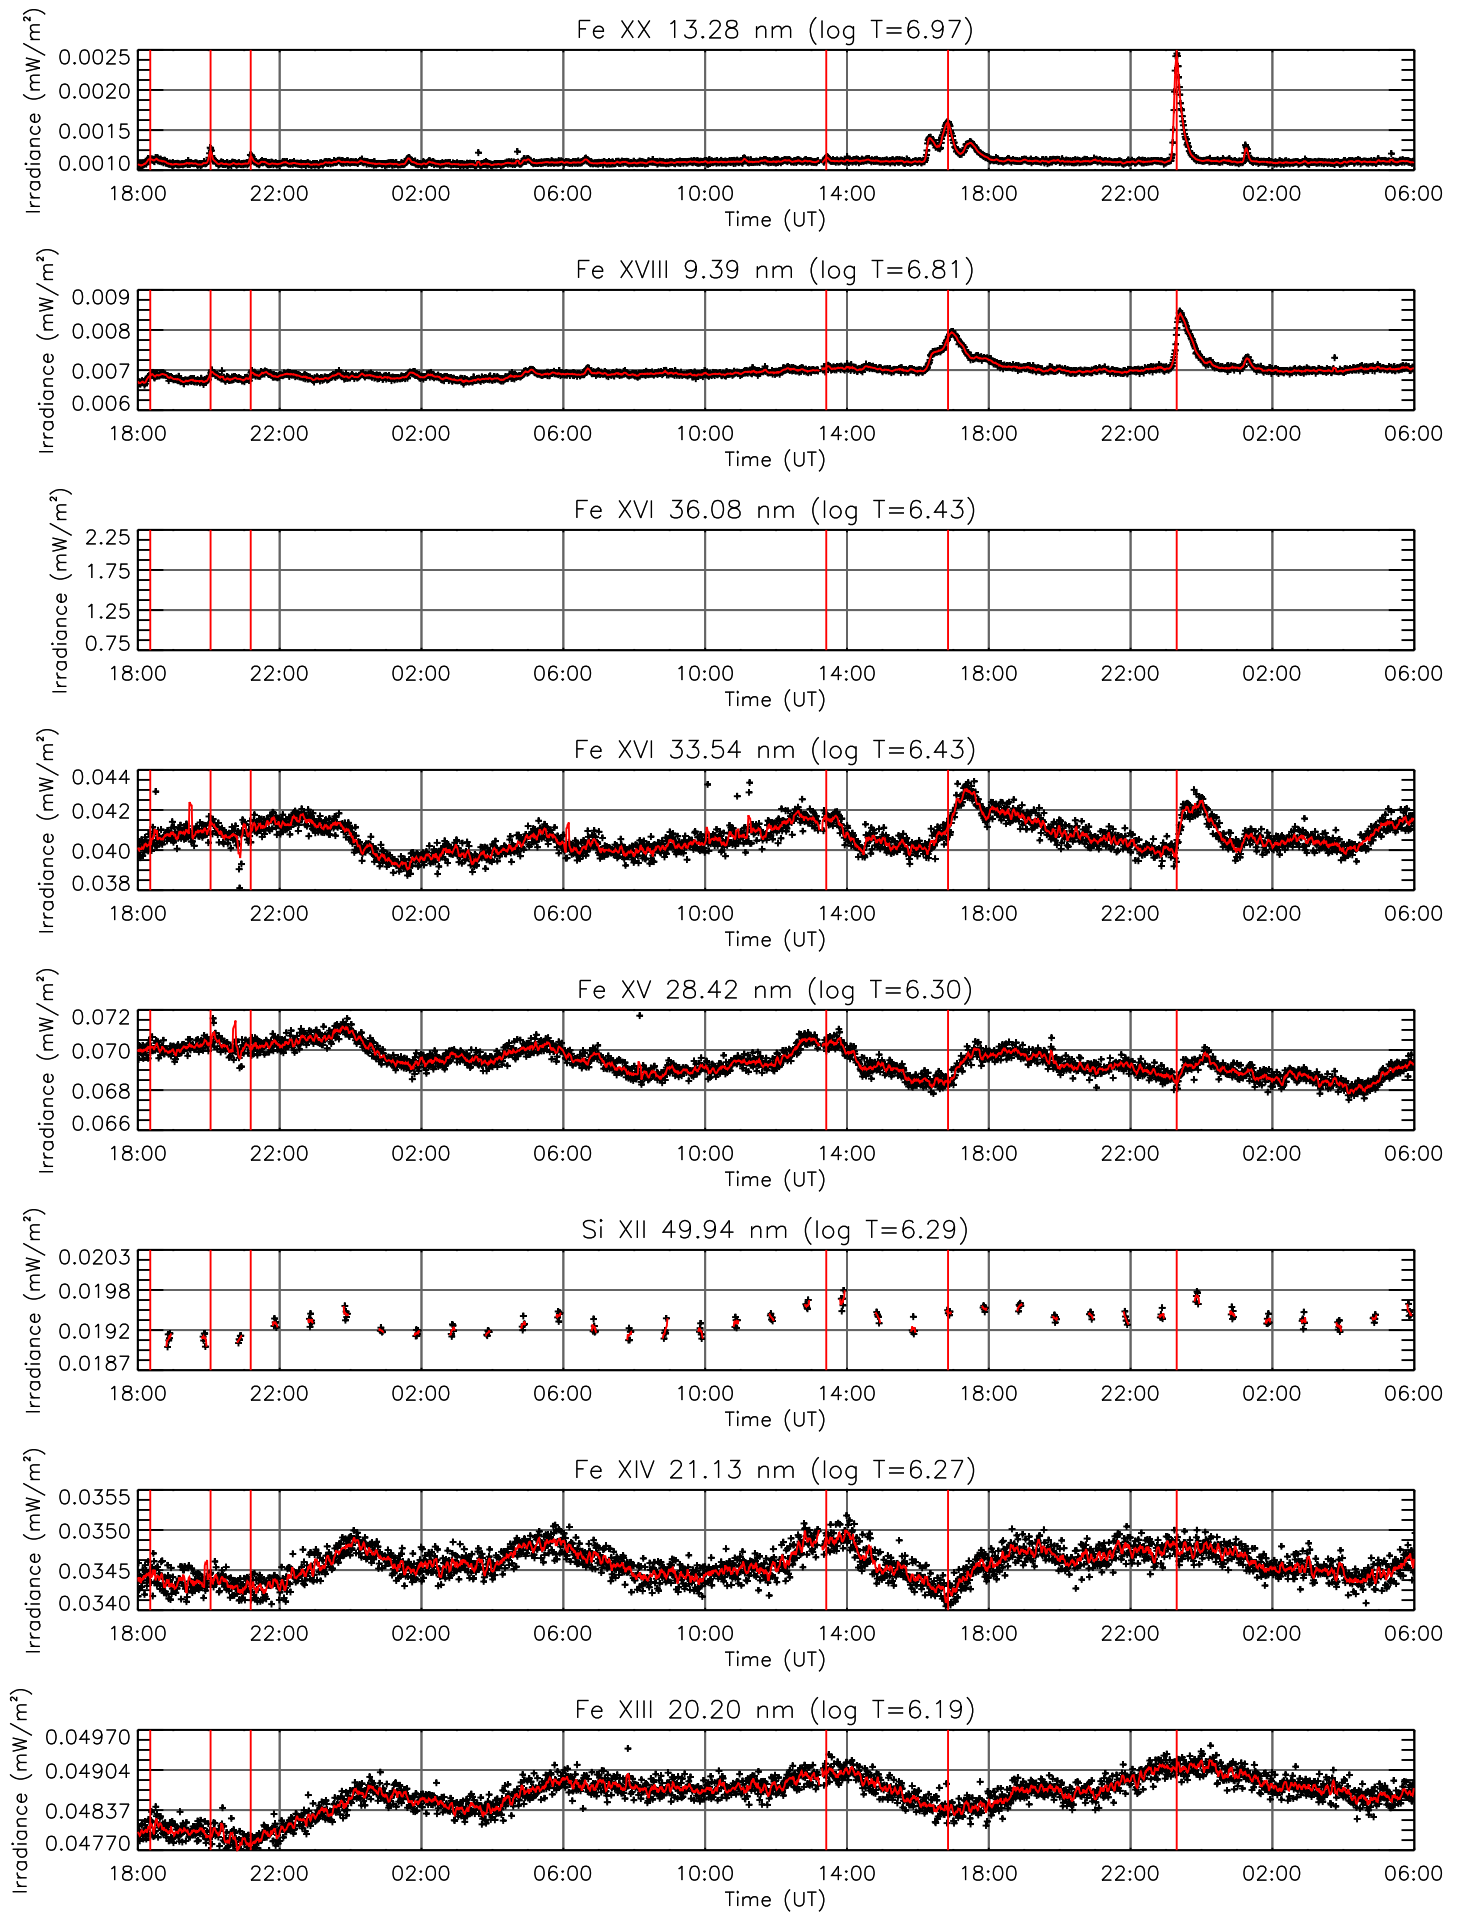 Fe XX 13.28 nm (log T=6.97)
Irradiance (mW/m²)
0.0025
0.0020
0.0015
0.0010
18:00 22:00 02:00 06:00 10:00 14:00 18:00 22:00 02:00 06:00
Time (UT)
Fe XVIII 9.39 nm (log T=6.81)
Irradiance (mW/m²)
0.009
0.008
0.007
0.006
18:00 22:00 02:00 06:00 10:00 14:00 18:00 22:00 02:00 06:00
Time (UT)
Fe XVI 36.08 nm (log T=6.43)
Irradiance (mW/m²)
2.25
1.75
1.25
0.75
18:00 22:00 02:00 06:00 10:00 14:00 18:00 22:00 02:00 06:00
Time (UT)
Fe XVI 33.54 nm (log T=6.43)
Irradiance (mW/m²)
0.044
0.042
0.040
0.038
18:00 22:00 02:00 06:00 10:00 14:00 18:00 22:00 02:00 06:00
Time (UT)
Fe XV 28.42 nm (log T=6.30)
Irradiance (mW/m²)
0.072
0.070
0.068
0.066
18:00 22:00 02:00 06:00 10:00 14:00 18:00 22:00 02:00 06:00
Time (UT)
Si XII 49.94 nm (log T=6.29)
Irradiance (mW/m²)
0.0203
0.0198
0.0192
0.0187
18:00 22:00 02:00 06:00 10:00 14:00 18:00 22:00 02:00 06:00
Time (UT)
Fe XIV 21.13 nm (log T=6.27)
Irradiance (mW/m²)
0.0355
0.0350
0.0345
0.0340
18:00 22:00 02:00 06:00 10:00 14:00 18:00 22:00 02:00 06:00
Time (UT)
Fe XIII 20.20 nm (log T=6.19)
Irradiance (mW/m²)
0.04970
0.04904
0.04837
0.04770
18:00 22:00 02:00 06:00 10:00 14:00 18:00 22:00 02:00 06:00
Time (UT)